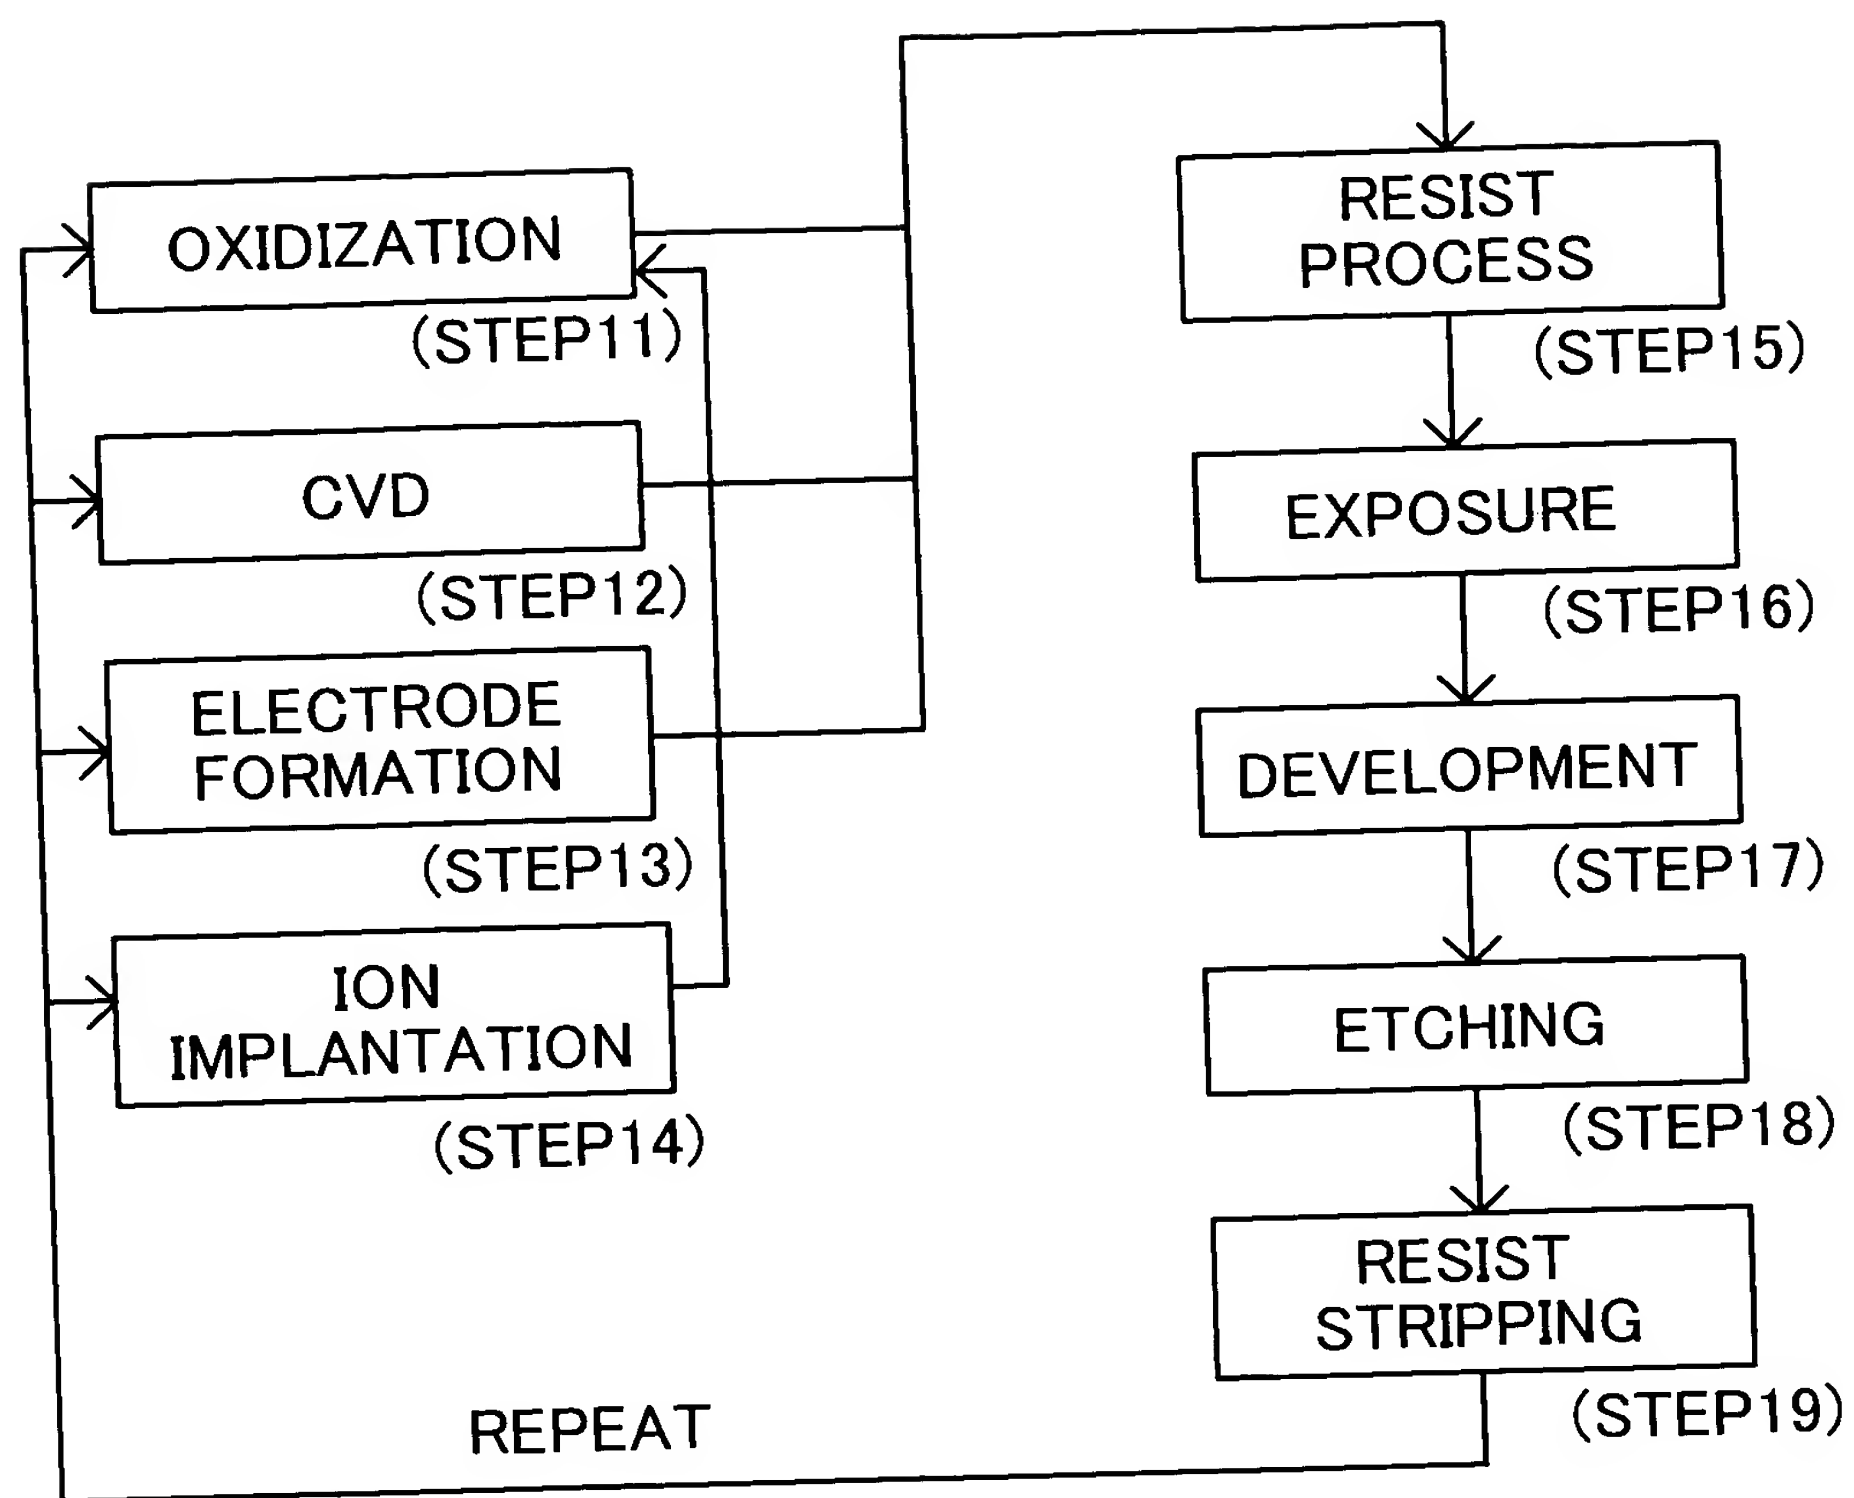 OXIDIZATION
(STEP11)
CVD
(STEP12)
ELECTRODE
FORMATION
(STEP13)
ION
IMPLANTATION
(STEP14)
RESIST
PROCESS
(STEP15)
EXPOSURE
(STEP16)
DEVELOPMENT
(STEP17)
ETCHING
(STEP18)
RESIST
STRIPPING
(STEP19)
REPEAT